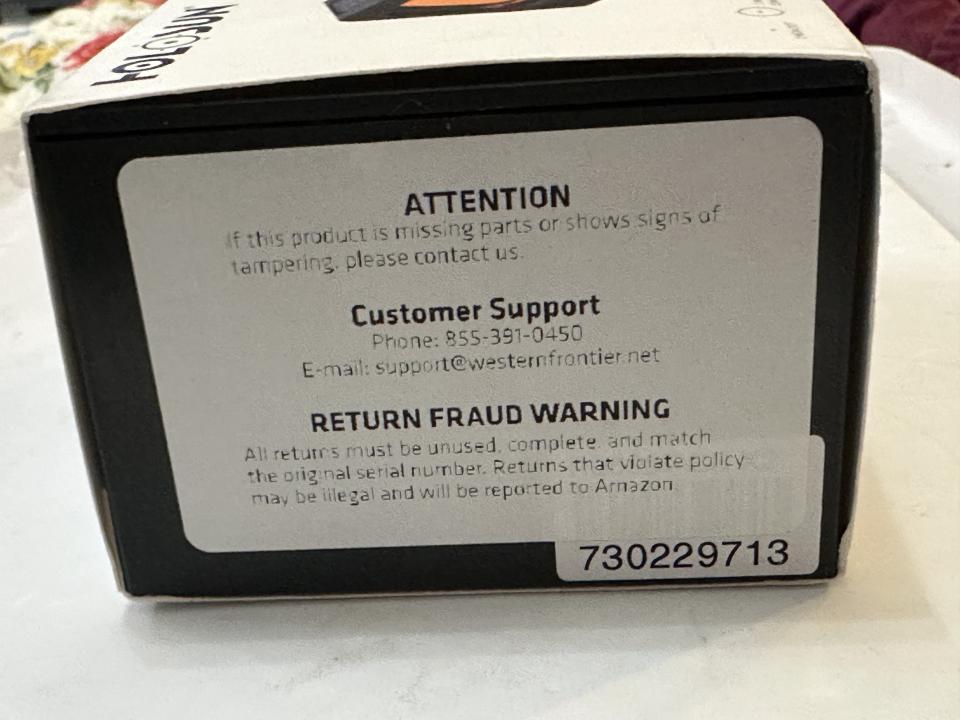 HOLOSUN
ATTENTION
If this product is missing parts or shows signs of
tampering, please contact us.
Customer Support
Phone: 855-391-0450
E-mail: support@westernfrontier.net
RETURN FRAUD WARNING
All returns must be unused, complete, and match
the original serial number. Returns that violate policy
may be illegal and will be reported to Amazon
730229713